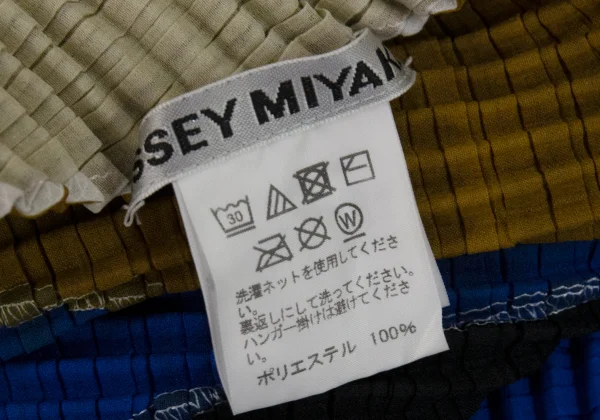 SSEY MIYAK
30
W
洗濯ネットを使用してくださ
い。
裏返しにして洗ってください。
ハンガー掛けは避けてくださ
い。
ポリエステル 100%